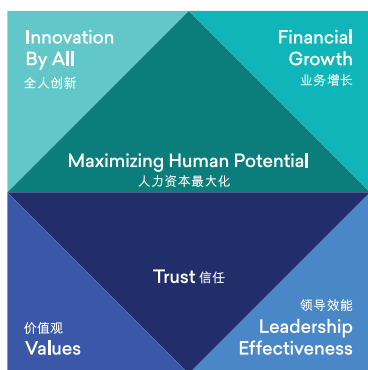 Innovation
By All
全人创新
Financial
Growth
业务增长
Maximizing Human Potential
人力资本最大化
Trust 信任
价值观
Values
领导效能
Leadership
Effectiveness